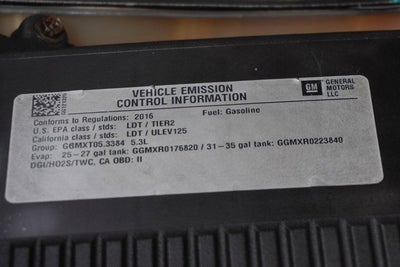 VEHICLE EMISSION
CONTROL INFORMATION
GM
GENERAL
MOTORS
LLC
Conforms to Regulations: 2016 Fuel: Gasoline
U.S. EPA class / stds: LDT / TIER2
California class / stds: LDT / ULEV125
Group: GGMXT05.3384 5.3L
Evap: 25-27 gal tank: GGMXR0176820 / 31-35 gal tank: GGMXR0223840
DGI/HO2S/TWC, CA OBD: II